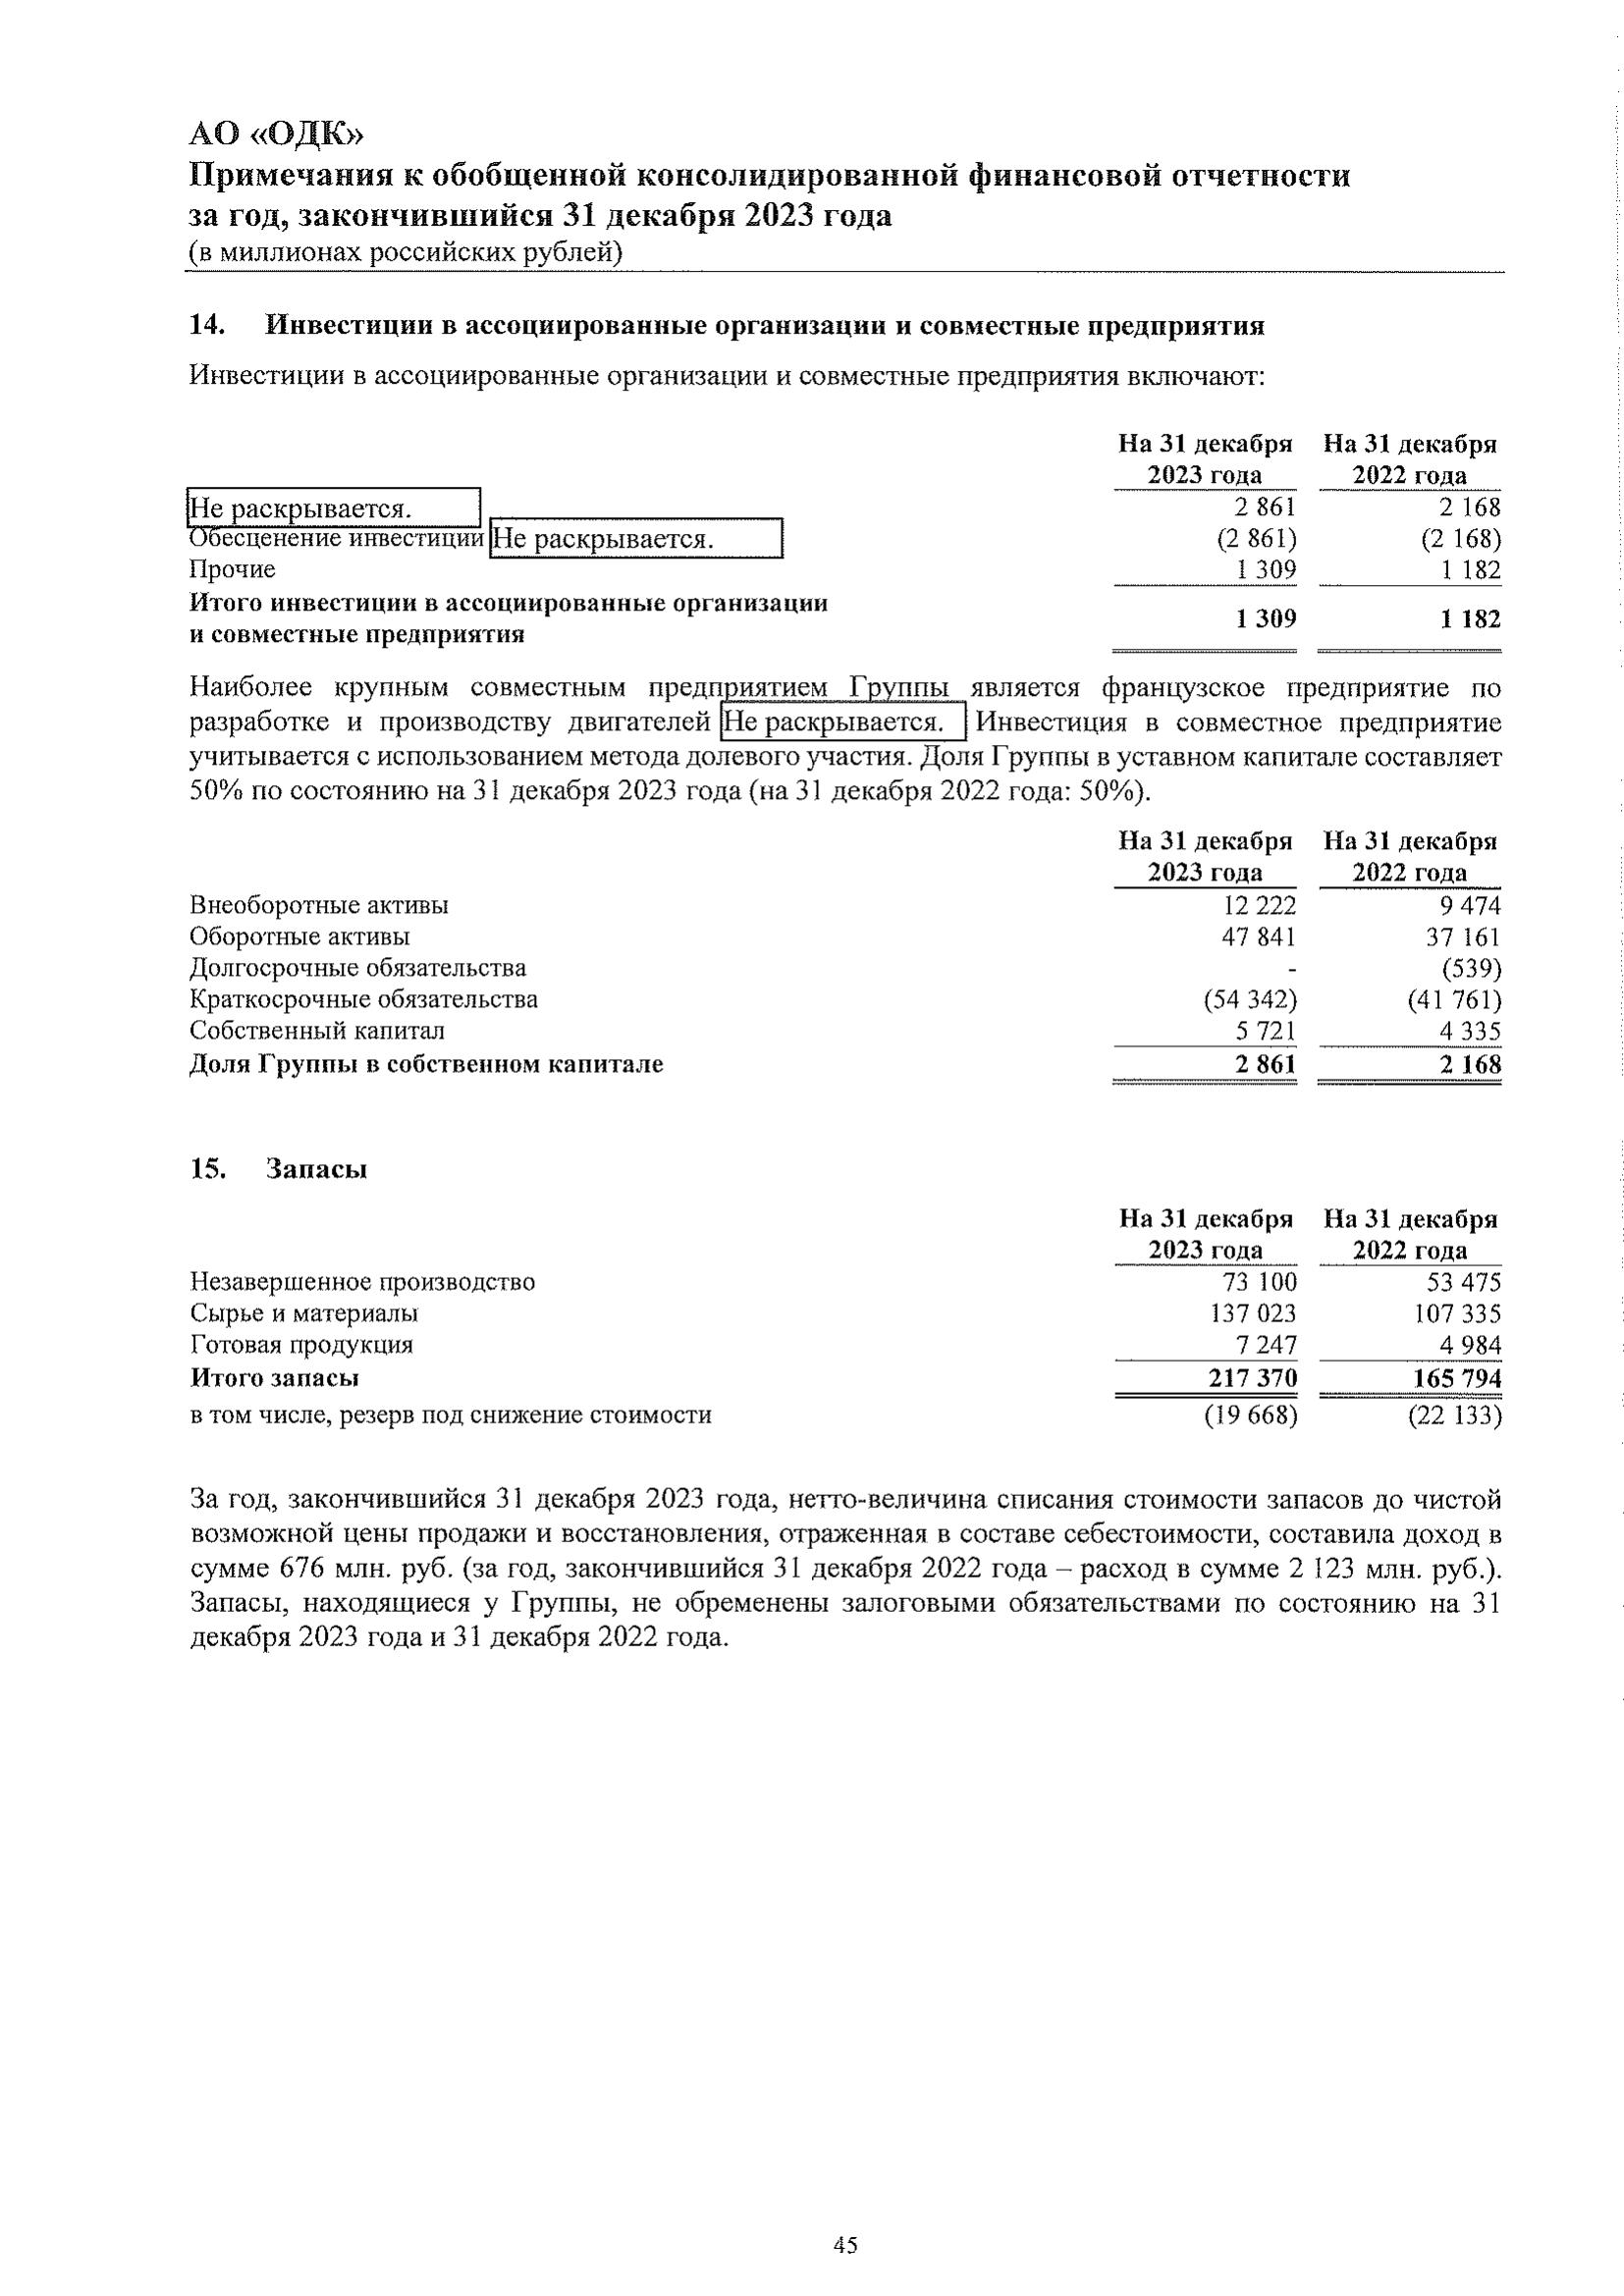 АО «ОДК»
Примечания к обобщенной консолидированной финансовой отчетности
за год, закончившийся 31 декабря 2023 года
(в миллионах российских рублей)
14. Инвестиции в ассоциированные организации и совместные предприятия
Инвестиции в ассоциированные организации и совместные предприятия включают:
На 31 декабря 2023 года На 31 декабря 2022 года
Не раскрывается. 2 861 2 168
Обесценение инвестиции Не раскрывается. (2 861) (2 168)
Прочие 1 309 1 182
Итого инвестиции в ассоциированные организации
и совместные предприятия 1 309 1 182
Наиболее крупным совместным предприятием Группы является французское предприятие по
разработке и производству двигателей Не раскрывается. Инвестиция в совместное предприятие
учитывается с использованием метода долевого участия. Доля Группы в уставном капитале составляет
50% по состоянию на 31 декабря 2023 года (на 31 декабря 2022 года: 50%).
На 31 декабря 2023 года На 31 декабря 2022 года
Внеоборотные активы 12 222 9 474
Оборотные активы 47 841 37 161
Долгосрочные обязательства - (539)
Краткосрочные обязательства (54 342) (41 761)
Собственный капитал 5 721 4 335
Доля Группы в собственном капитале 2 861 2 168
15. Запасы
На 31 декабря 2023 года На 31 декабря 2022 года
Незавершенное производство 73 100 53 475
Сырье и материалы 137 023 107 335
Готовая продукция 7 247 4 984
Итого запасы 217 370 165 794
в том числе, резерв под снижение стоимости (19 668) (22 133)
За год, закончившийся 31 декабря 2023 года, нетто-величина списания стоимости запасов до чистой
возможной цены продажи и восстановления, отраженная в составе себестоимости, составила доход в
сумме 676 млн. руб. (за год, закончившийся 31 декабря 2022 года – расход в сумме 2 123 млн. руб.).
Запасы, находящиеся у Группы, не обременены залоговыми обязательствами по состоянию на 31
декабря 2023 года и 31 декабря 2022 года.
45